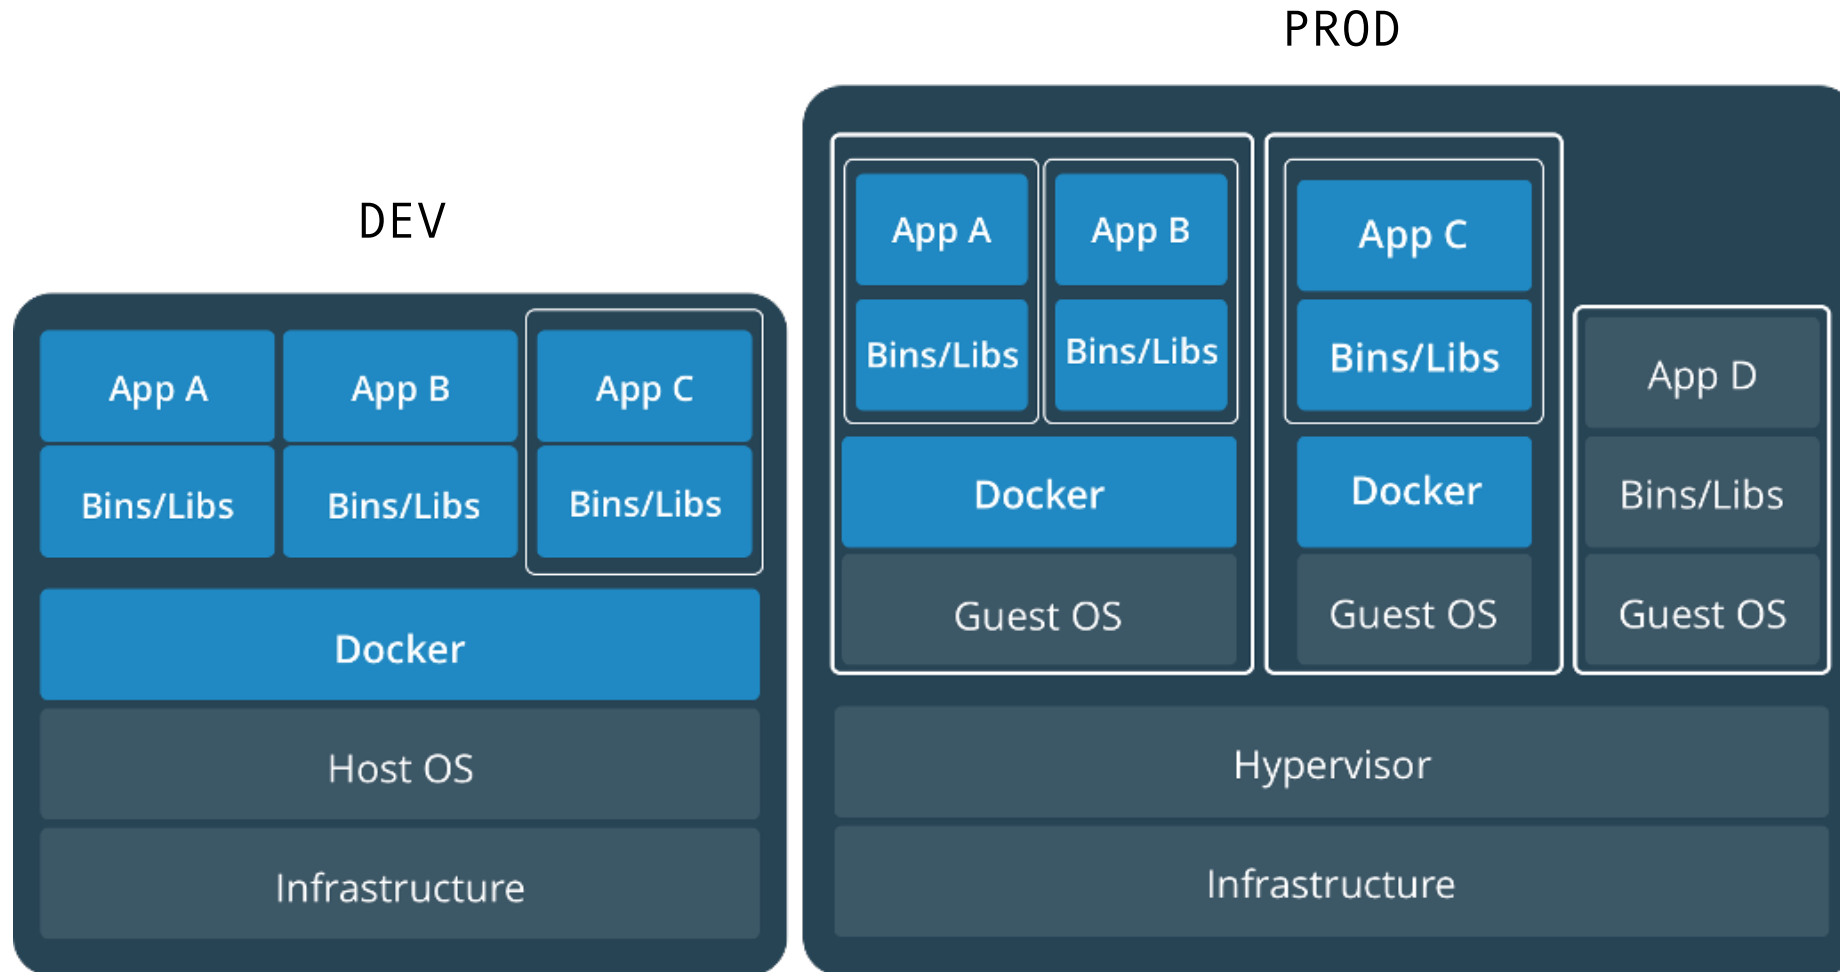 DEV
App A
App B
App C
Bins/Libs
Bins/Libs
Bins/Libs
Docker
Host OS
Infrastructure
PROD
App A
App B
App C
Bins/Libs
Bins/Libs
Bins/Libs
App D
Docker
Docker
Bins/Libs
Guest OS
Guest OS
Guest OS
Hypervisor
Infrastructure